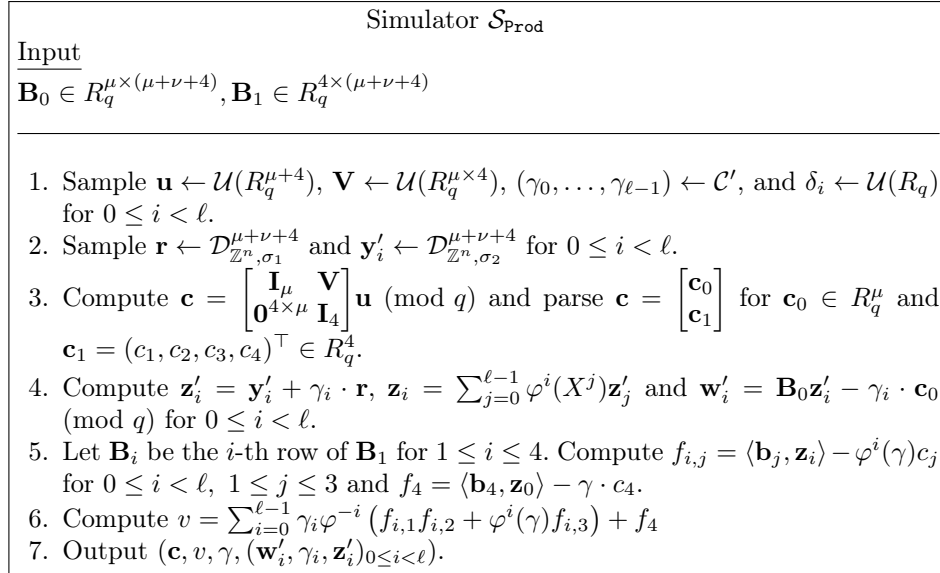 Simulator 𝒮_Prod
Input
𝐁₀ ∈ R_q^{μ×(μ+ν+4)}, 𝐁₁ ∈ R_q^{4×(μ+ν+4)}
1. Sample 𝐮 ← 𝒰(R_q^{μ+4}), 𝐕 ← 𝒰(R_q^{μ×4}), (γ₀, …, γ_{ℓ−1}) ← 𝒞′, and δ_i ← 𝒰(R_q)
for 0 ≤ i < ℓ.
2. Sample 𝐫 ← 𝒟_{ℤⁿ,σ₁}^{μ+ν+4} and 𝐲′_i ← 𝒟_{ℤⁿ,σ₂}^{μ+ν+4} for 0 ≤ i < ℓ.
3. Compute 𝐜 = [𝐈_μ 𝐕; 𝟎^{4×μ} 𝐈₄] 𝐮 (mod q) and parse 𝐜 = [𝐜₀; 𝐜₁] for 𝐜₀ ∈ R_q^μ and
𝐜₁ = (c₁, c₂, c₃, c₄)^⊤ ∈ R_q^4.
4. Compute 𝐳′_i = 𝐲′_i + γ_i · 𝐫, 𝐳_i = ∑_{j=0}^{ℓ−1} φ^i(X^j)𝐳′_j and 𝐰′_i = 𝐁₀𝐳′_i − γ_i · 𝐜₀
(mod q) for 0 ≤ i < ℓ.
5. Let 𝐁_i be the i-th row of 𝐁₁ for 1 ≤ i ≤ 4. Compute f_{i,j} = ⟨𝐛_j, 𝐳_i⟩ − φ^i(γ)c_j
for 0 ≤ i < ℓ, 1 ≤ j ≤ 3 and f₄ = ⟨𝐛₄, 𝐳₀⟩ − γ · c₄.
6. Compute v = ∑_{i=0}^{ℓ−1} γ_iφ^{−i} (f_{i,1}f_{i,2} + φ^i(γ)f_{i,3}) + f₄
7. Output (𝐜, v, γ, (𝐰′_i, γ_i, 𝐳′_i)_{0≤i<ℓ}).